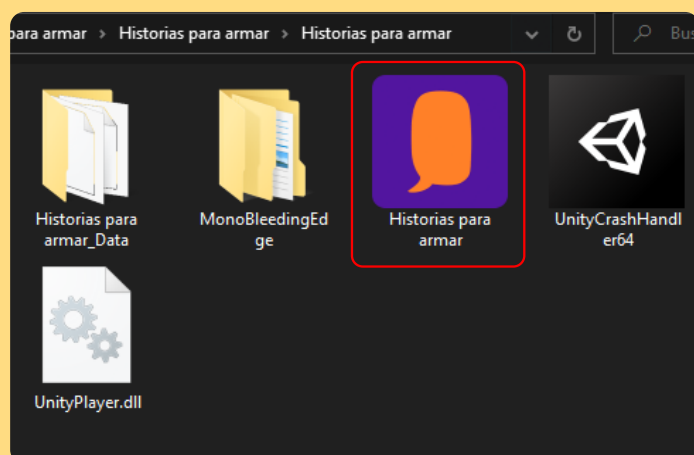 para armar > Historias para armar > Historias para armar
Bus
Historias para
armar_Data
MonoBleedingEd
ge
Historias para
armar
UnityCrashHandl
er64
UnityPlayer.dll